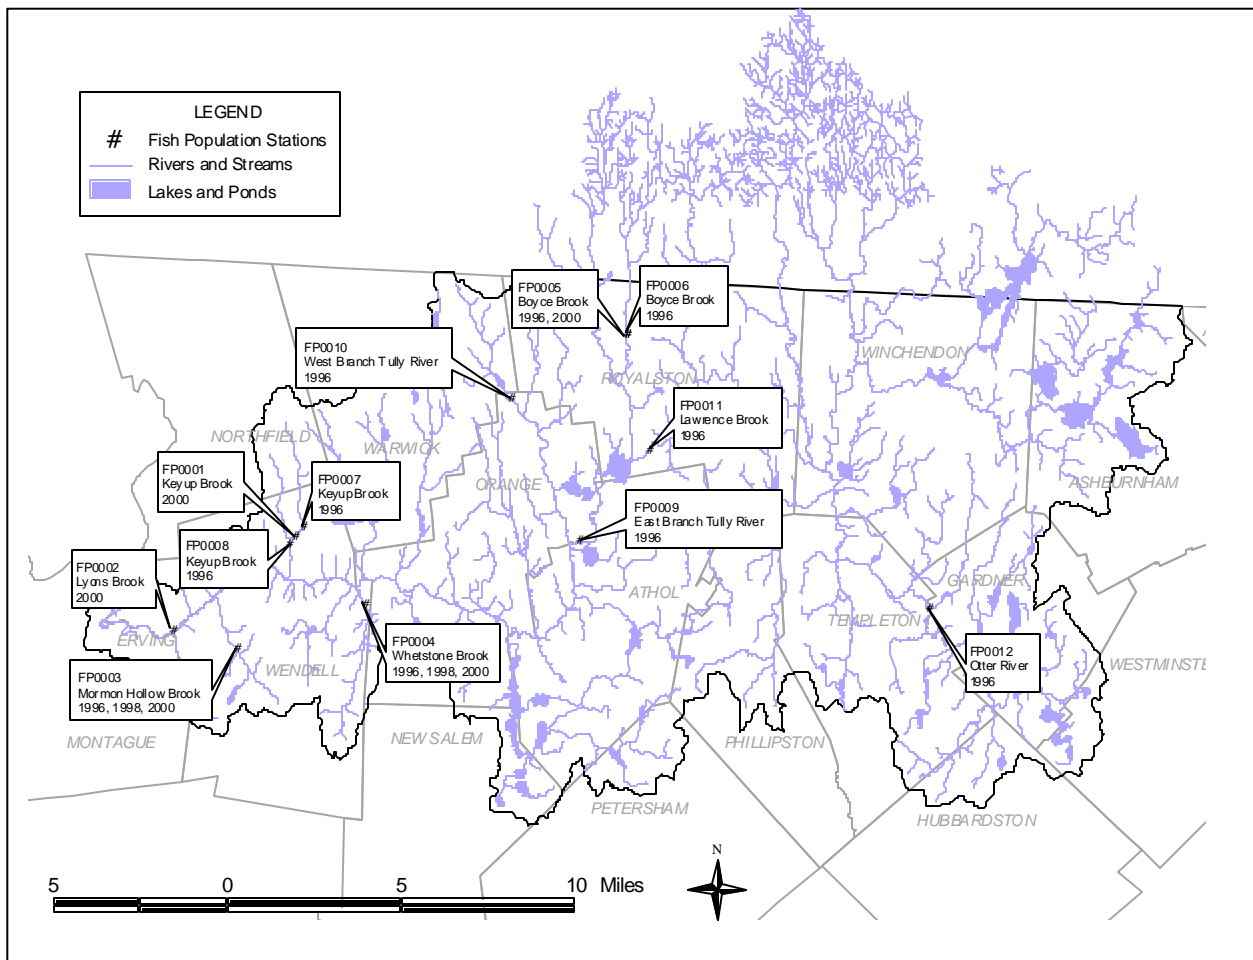 LEGEND
# Fish Population Stations
Rivers and Streams
Lakes and Ponds
FP0005
Boyce Brook
1996, 2000
FP0006
Boyce Brook
1996
FP0010
West Branch Tully River
1996
WINCHENDON
ROYALSTON
FP0011
Lawrence Brook
1996
NORTHFIELD
WARWICK
FP0001
Keyup Brook
2000
FP0007
Keyup Brook
1996
ORANGE
ASHBURNHAM
FP0009
East Branch Tully River
1996
FP0008
Keyup Brook
1996
FP0002
Lyons Brook
2000
GARDNER
ATHOL
TEMPLETON
ERVING
FP0004
Whetstone Brook
1996, 1998, 2000
FP0012
Otter River
1996
WESTMINSTE
WENDELL
FP0003
Mormon Hollow Brook
1996, 1998, 2000
MONTAGUE
NEW SALEM
PHILLIPSTON
PETERSHAM
HUBBARDSTON
N
5 0 5 10 Miles